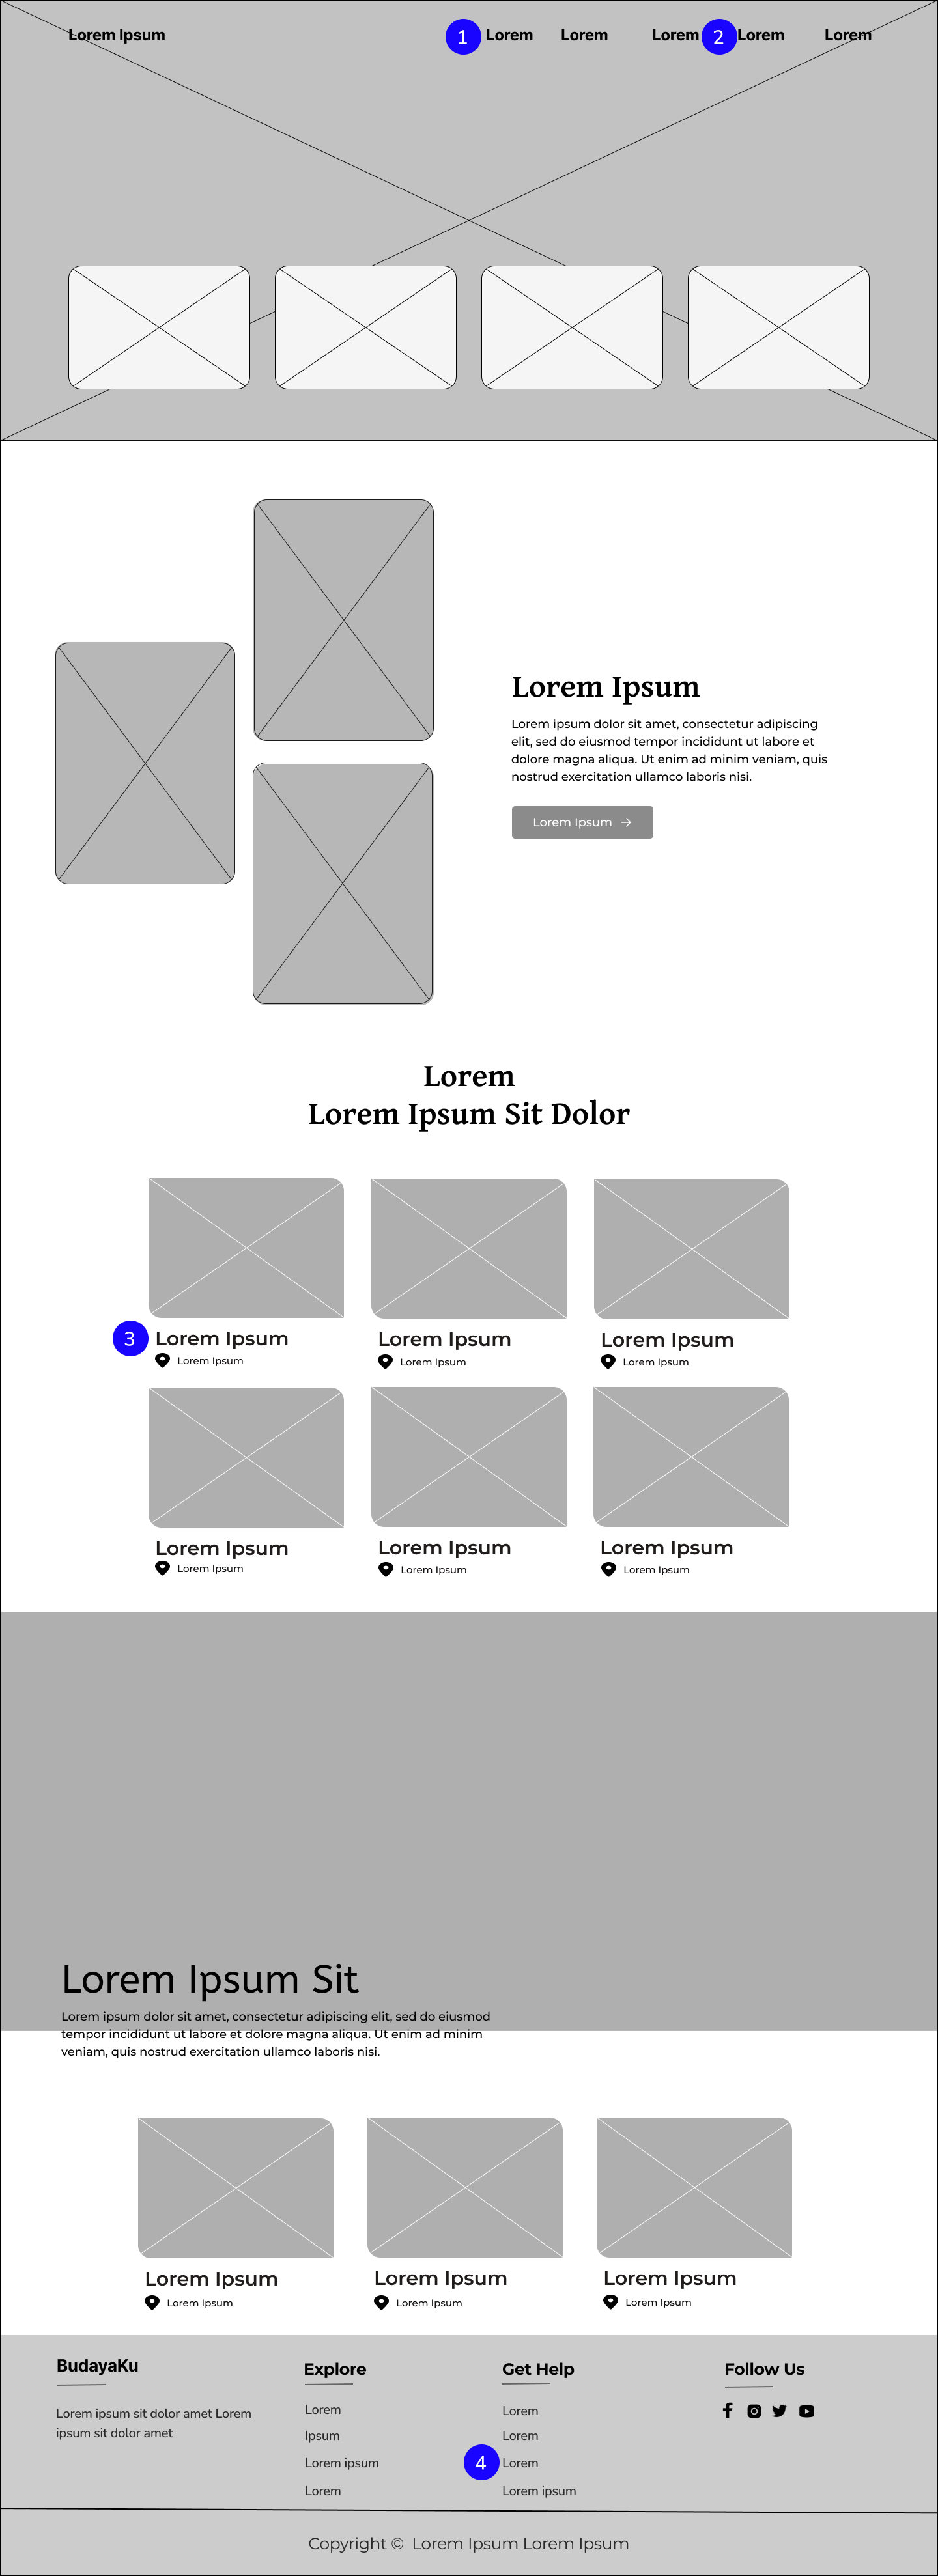 Lorem Ipsum
1 Lorem Lorem Lorem 2 Lorem Lorem
Lorem Ipsum
Lorem ipsum dolor sit amet, consectetur adipiscing
elit, sed do eiusmod tempor incididunt ut labore et
dolore magna aliqua. Ut enim ad minim veniam, quis
nostrud exercitation ullamco laboris nisi.
Lorem Ipsum →
Lorem
Lorem Ipsum Sit Dolor
3 Lorem Ipsum
Lorem Ipsum
Lorem Ipsum
Lorem Ipsum
Lorem Ipsum
Lorem Ipsum
Lorem Ipsum
Lorem Ipsum
Lorem Ipsum
Lorem Ipsum
Lorem Ipsum
Lorem Ipsum
Lorem Ipsum Sit
Lorem ipsum dolor sit amet, consectetur adipiscing elit, sed do eiusmod
tempor incididunt ut labore et dolore magna aliqua. Ut enim ad minim
veniam, quis nostrud exercitation ullamco laboris nisi.
Lorem Ipsum
Lorem Ipsum
Lorem Ipsum
Lorem Ipsum
Lorem Ipsum
Lorem Ipsum
BudayaKu
Lorem ipsum sit dolor amet Lorem
ipsum sit dolor amet
Explore
Lorem
Ipsum
Lorem ipsum
Lorem
Get Help
Lorem
Lorem
4 Lorem
Lorem ipsum
Follow Us
Copyright © Lorem Ipsum Lorem Ipsum